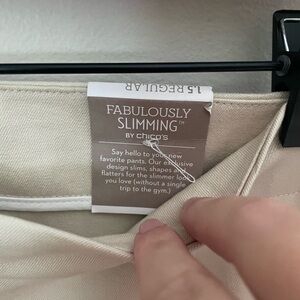 1.5 REGULAR
FABULOUSLY
SLIMMING™
BY chico's
Say hello to your new
favorite pants. Our exclusive
design slims, shapes and
flatters for the slimmer look
you love (without a single
trip to the gym.)